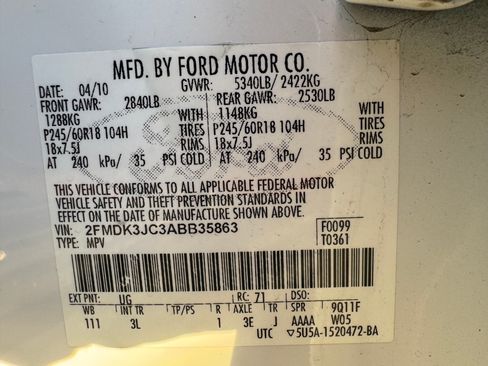 MFD. BY FORD MOTOR CO.
DATE: 04/10 GVWR: 5340LB/ 2422KG
FRONT GAWR: 2840LB REAR GAWR: 2530LB
1288KG 1148KG
P245/60R18 104H TIRES P245/60R18 104H TIRES
18x7.5J RIMS 18x7.5J RIMS
AT 240 kPa/ 35 PSI COLD AT 240 kPa/ 35 PSI COLD
THIS VEHICLE CONFORMS TO ALL APPLICABLE FEDERAL MOTOR
VEHICLE SAFETY AND THEFT PREVENTION STANDARDS IN
EFFECT ON THE DATE OF MANUFACTURE SHOWN ABOVE.
VIN: 2FMDK3JC3ABB35863 F0099
TYPE: MPV T0361
EXT PNT: UG RC: 71 DSO:
WB INT TR TP/PS R AXLE TR SPR 9Q11F
111 3L 1 3E J AAAA W05
UTC 5U5A-1520472-BA